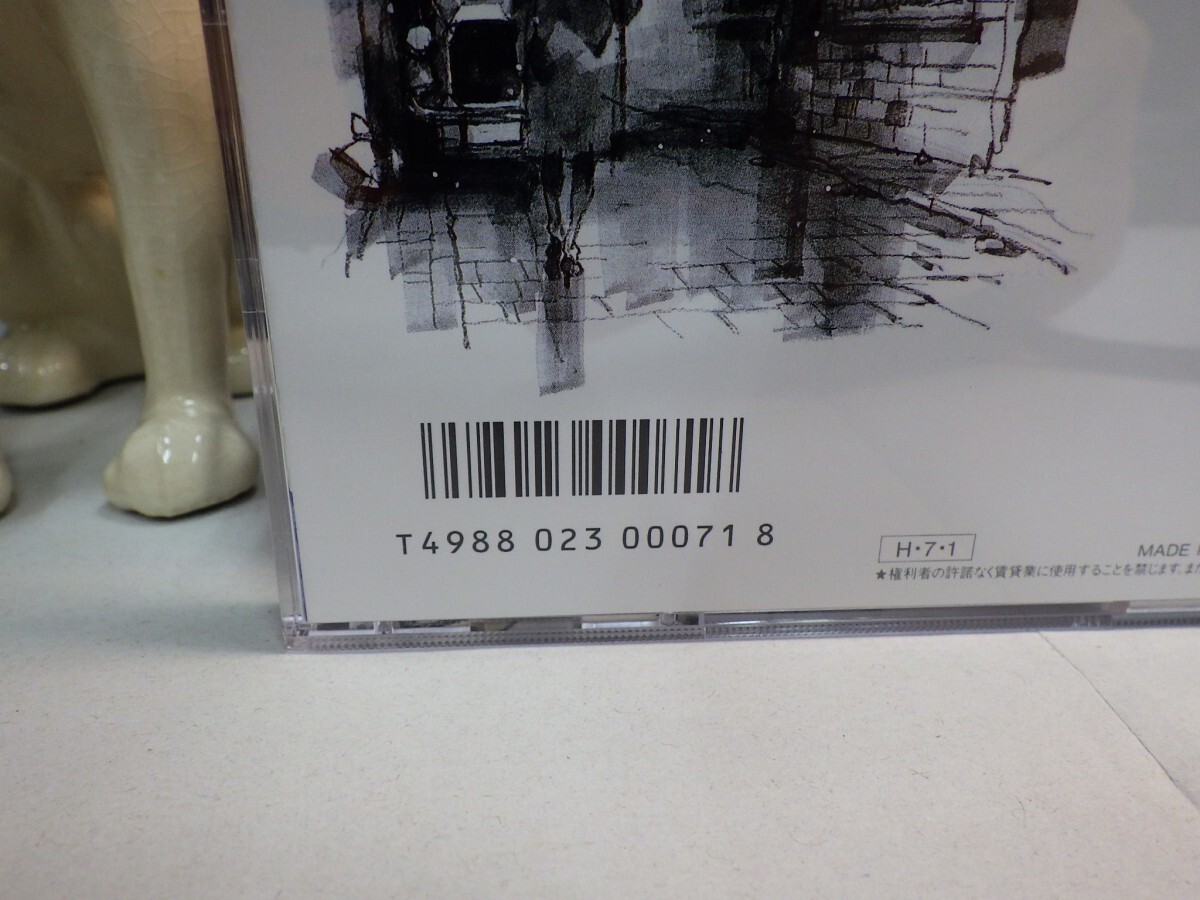 T4988 023 00071 8
H・7・1
MADE
★権利者の許諾なく賃貸業に使用することを禁じます。また